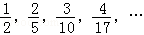 1/2, 2/5, 3/10, 4/17, …